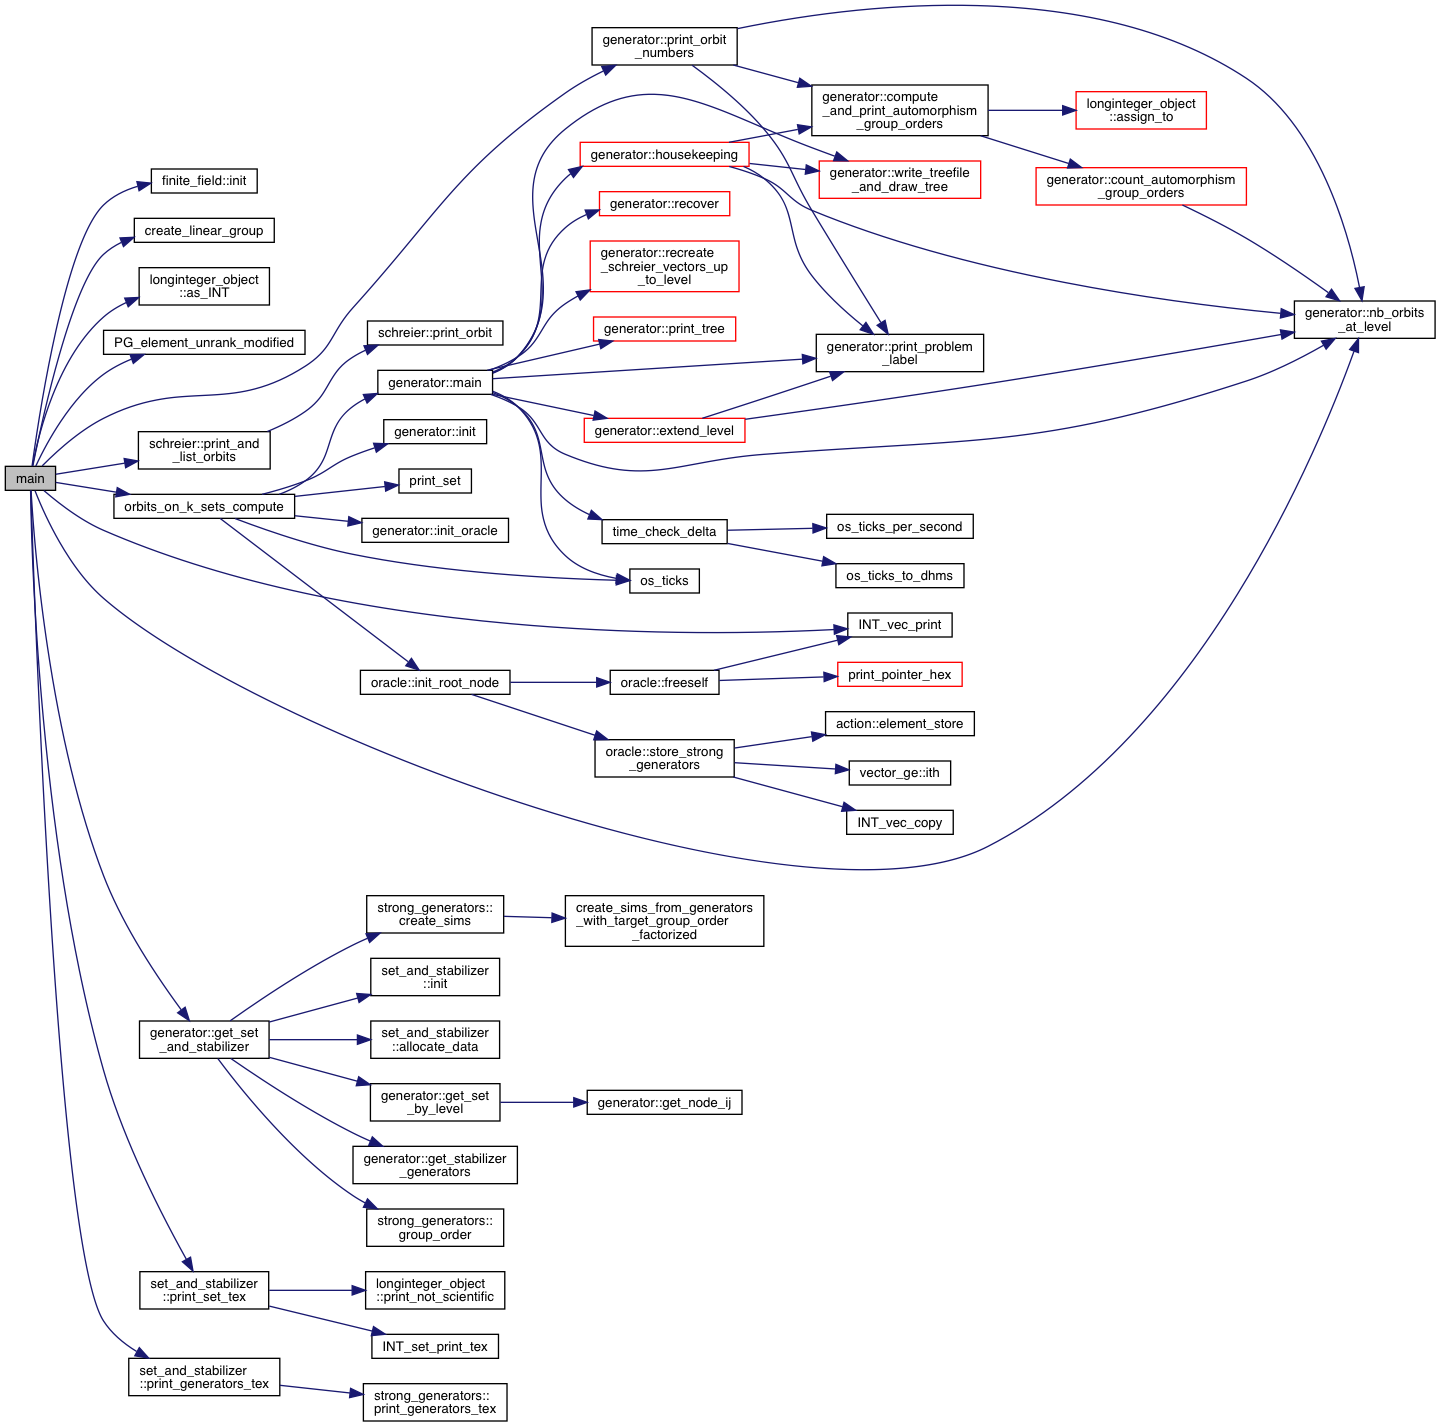 main
finite_field::init
create_linear_group
longinteger_object
::as_INT
PG_element_unrank_modified
schreier::print_and
_list_orbits
orbits_on_k_sets_compute
schreier::print_orbit
generator::main
generator::init
print_set
generator::init_oracle
generator::print_orbit
_numbers
generator::housekeeping
generator::recover
generator::recreate
_schreier_vectors_up
_to_level
generator::print_tree
generator::extend_level
time_check_delta
os_ticks
generator::compute
_and_print_automorphism
_group_orders
generator::write_treefile
_and_draw_tree
generator::print_problem
_label
longinteger_object
::assign_to
generator::count_automorphism
_group_orders
generator::nb_orbits
_at_level
os_ticks_per_second
os_ticks_to_dhms
INT_vec_print
oracle::init_root_node
oracle::freeself
print_pointer_hex
oracle::store_strong
_generators
action::element_store
vector_ge::ith
INT_vec_copy
generator::get_set
_and_stabilizer
strong_generators::
create_sims
create_sims_from_generators
_with_target_group_order
_factorized
set_and_stabilizer
::init
set_and_stabilizer
::allocate_data
generator::get_set
_by_level
generator::get_node_ij
generator::get_stabilizer
_generators
strong_generators::
group_order
set_and_stabilizer
::print_set_tex
longinteger_object
::print_not_scientific
INT_set_print_tex
set_and_stabilizer
::print_generators_tex
strong_generators::
print_generators_tex